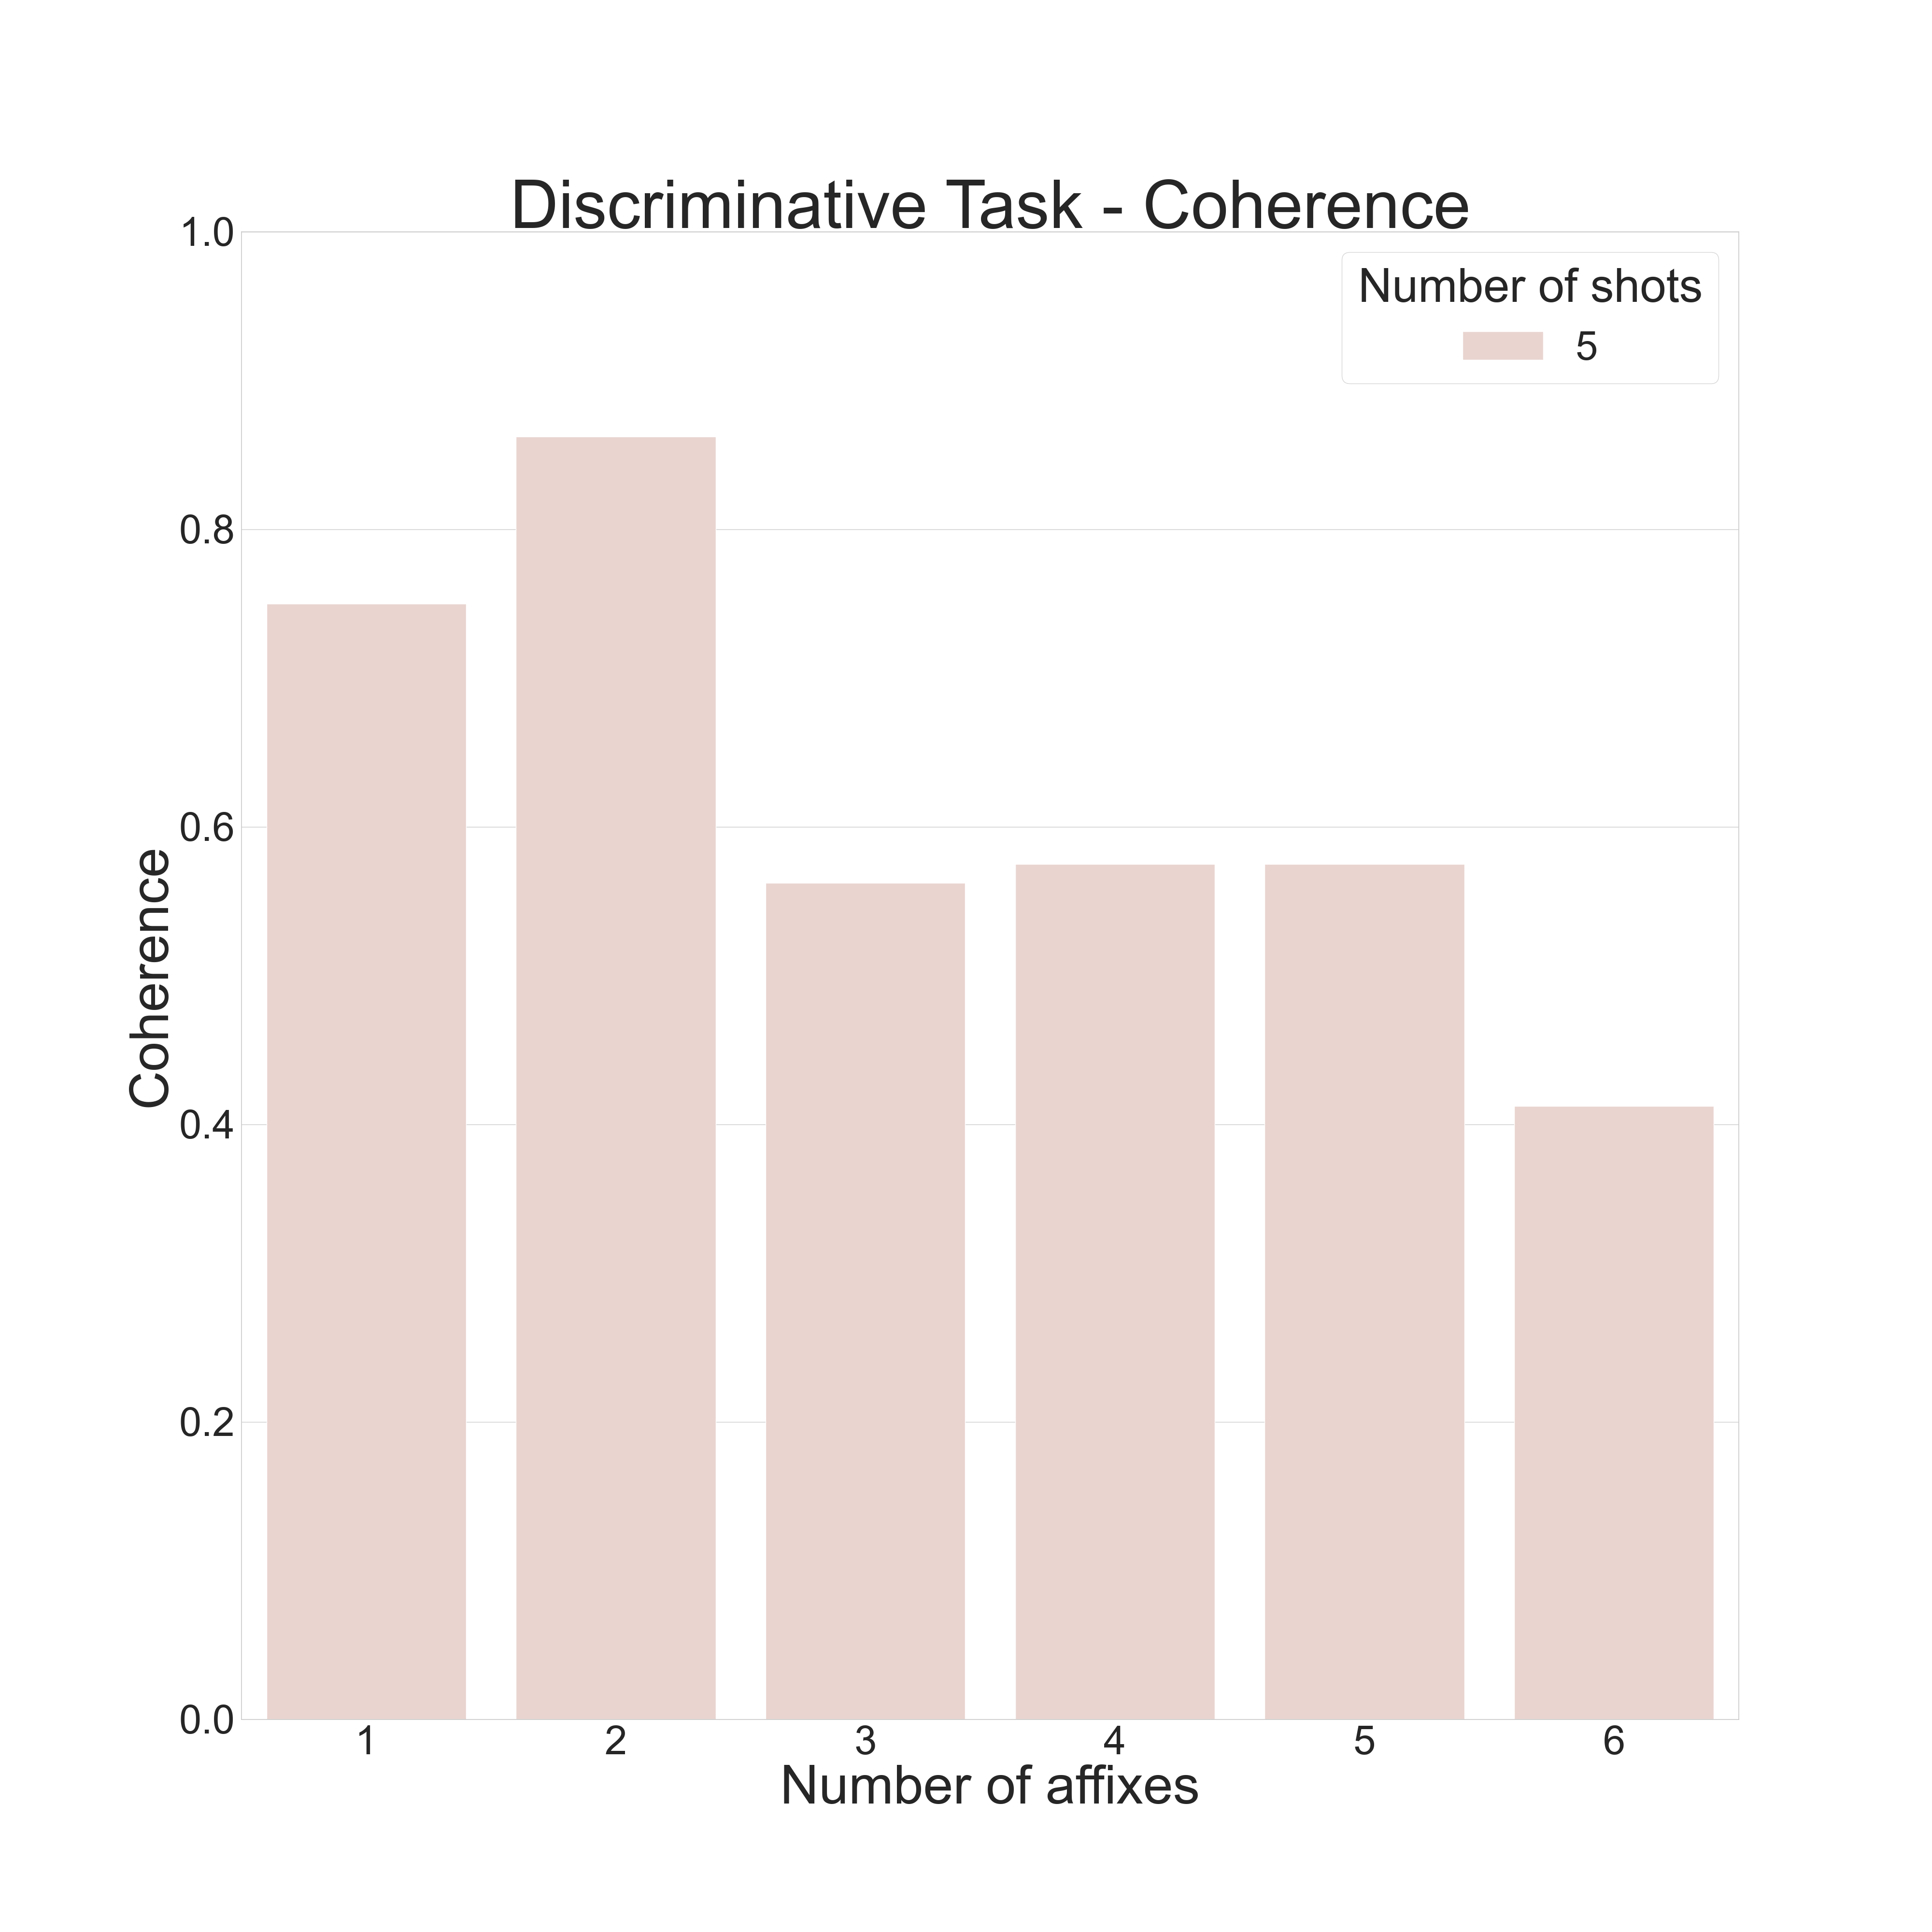 Discriminative Task - Coherence
Number of shots
5
Coherence
1.0
0.8
0.6
0.4
0.2
0.0
1 2 3 4 5 6
Number of affixes